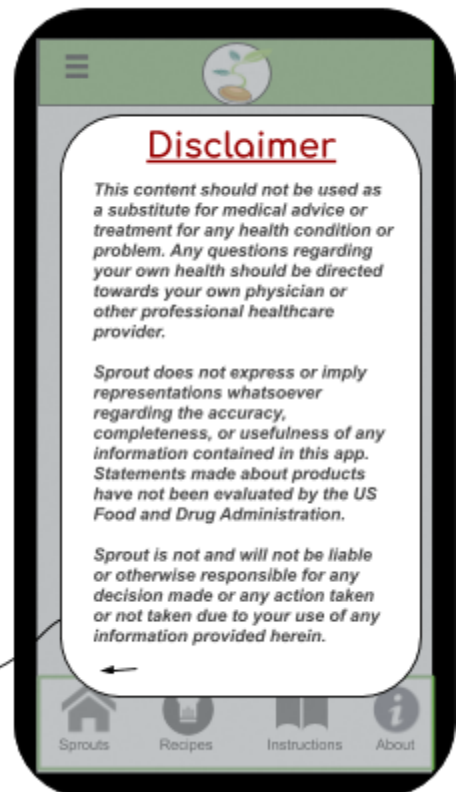 Disclaimer
This content should not be used as
a substitute for medical advice or
treatment for any health condition or
problem. Any questions regarding
your own health should be directed
towards your own physician or
other professional healthcare
provider.
Sprout does not express or imply
representations whatsoever
regarding the accuracy,
completeness, or usefulness of any
information contained in this app.
Statements made about products
have not been evaluated by the US
Food and Drug Administration.
Sprout is not and will not be liable
or otherwise responsible for any
decision made or any action taken
or not taken due to your use of any
information provided herein.
Sprouts Recipes Instructions About